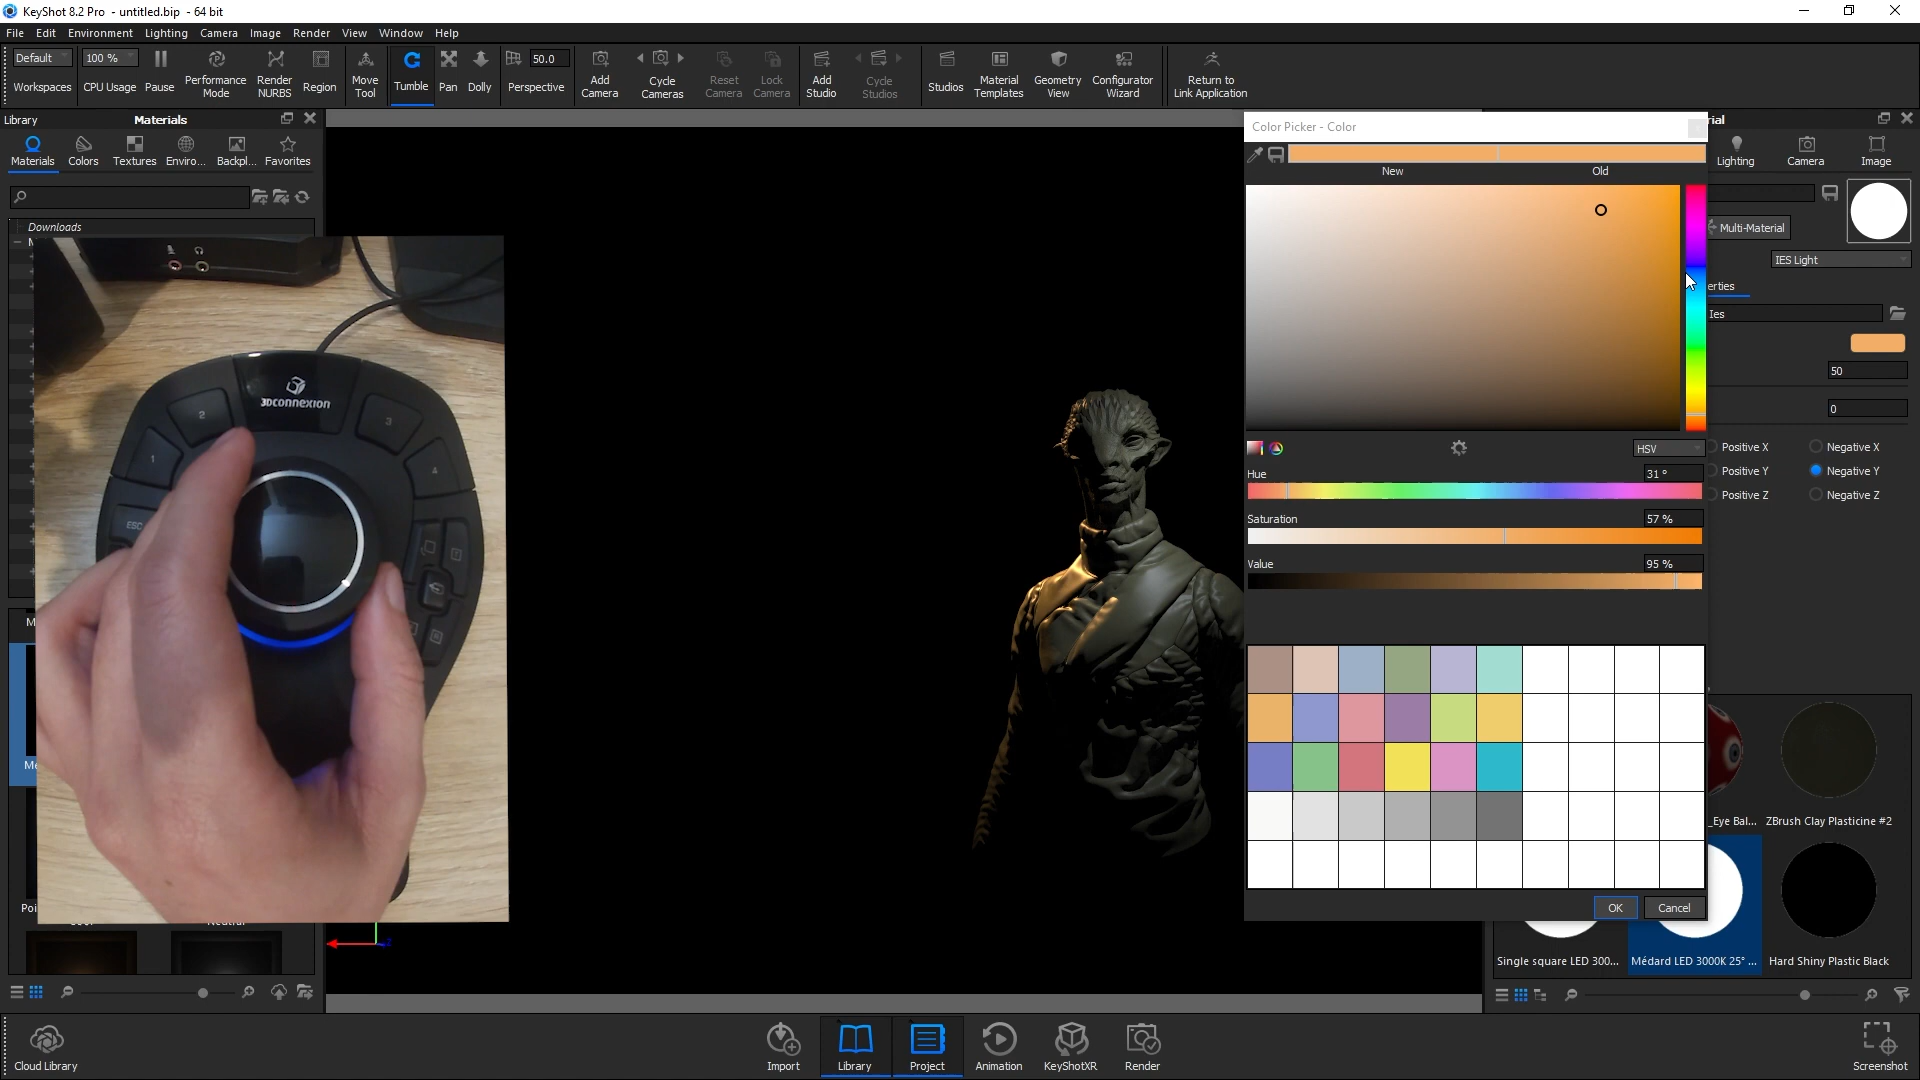 KeyShot 8.2 Pro - untitled.bip - 64 bit
File Edit Environment Lighting Camera Image Render View Window Help
Default 100 % 50.0
Workspaces CPU Usage Pause Performance Mode Render NURBS Region Move Tool Tumble Pan Dolly Perspective Add Camera Cycle Cameras Reset Camera Lock Camera Add Studio Cycle Studios Studios Material Templates Geometry View Configurator Wizard Return to Link Application
Library Materials
Materials Colors Textures Enviro... Backpl... Favorites
Downloads
3Dconnexion
1 2 3 4
ESC
Color Picker - Color
New Old
HSV
Hue 31 °
Saturation 57 %
Value 95 %
OK Cancel
rial
Lighting Camera Image
Multi-Material
IES Light
erties
Ies
50
0
Positive X Negative X
Positive Y Negative Y
Positive Z Negative Z
_Eye Bal... ZBrush Clay Plasticine #2
Single square LED 300... Médard LED 3000K 25° ... Hard Shiny Plastic Black
Cloud Library Import Library Project Animation KeyShotXR Render Screenshot